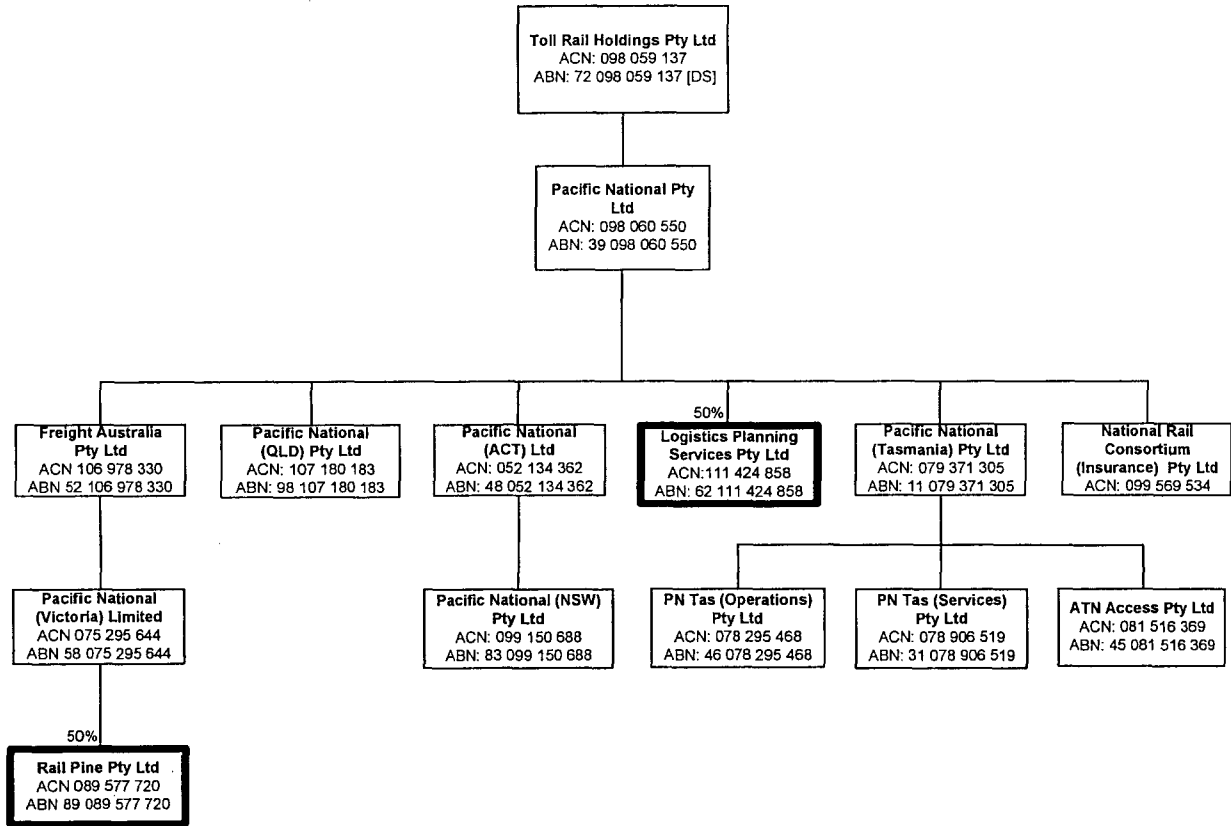 Toll Rail Holdings Pty Ltd
ACN: 098 059 137
ABN: 72 098 059 137 [DS]
Pacific National Pty
Ltd
ACN: 098 060 550
ABN: 39 098 060 550
Freight Australia
Pty Ltd
ACN 106 978 330
ABN 52 106 978 330
Pacific National
(QLD) Pty Ltd
ACN: 107 180 183
ABN: 98 107 180 183
Pacific National
(ACT) Ltd
ACN: 052 134 362
ABN: 48 052 134 362
50%
Logistics Planning
Services Pty Ltd
ACN:111 424 858
ABN: 62 111 424 858
Pacific National
(Tasmania) Pty Ltd
ACN: 079 371 305
ABN: 11 079 371 305
National Rail
Consortium
(Insurance) Pty Ltd
ACN: 099 569 534
Pacific National
(Victoria) Limited
ACN 075 295 644
ABN 58 075 295 644
Pacific National (NSW)
Pty Ltd
ACN: 099 150 688
ABN: 83 099 150 688
PN Tas (Operations)
Pty Ltd
ACN: 078 295 468
ABN: 46 078 295 468
PN Tas (Services)
Pty Ltd
ACN: 078 906 519
ABN: 31 078 906 519
ATN Access Pty Ltd
ACN: 081 516 369
ABN: 45 081 516 369
50%
Rail Pine Pty Ltd
ACN 089 577 720
ABN 89 089 577 720